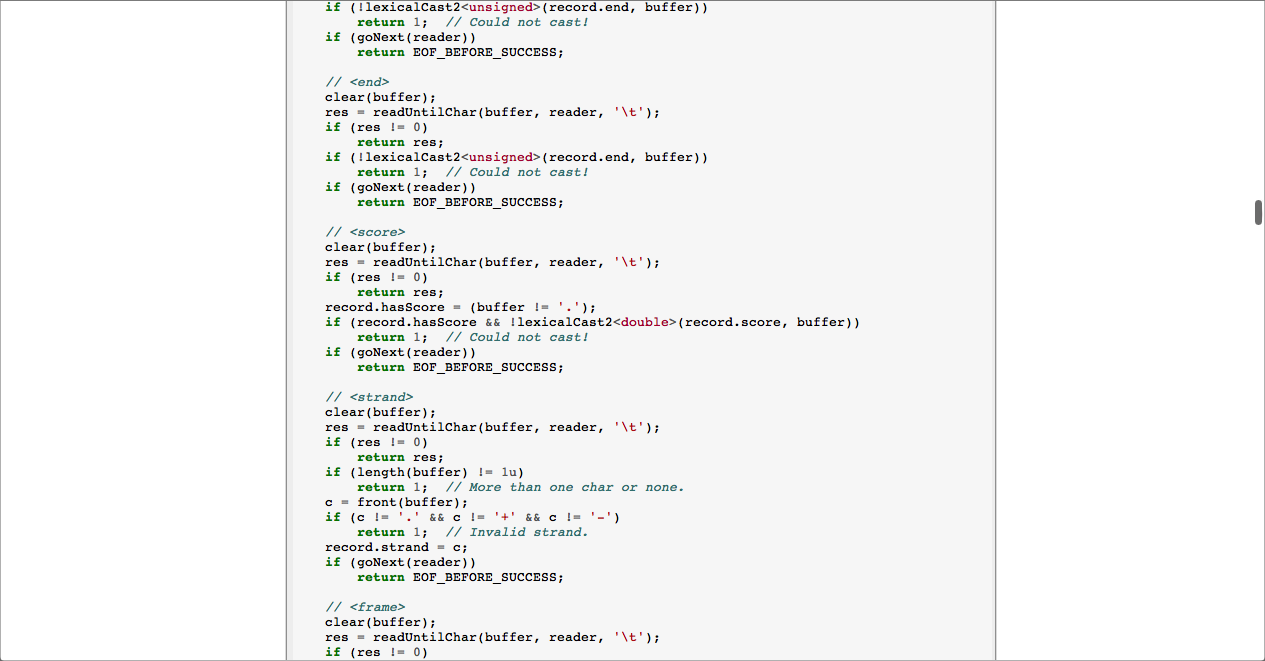 if (!lexicalCast2<unsigned>(record.end, buffer))
    return 1;  // Could not cast!
if (goNext(reader))
    return EOF_BEFORE_SUCCESS;

// <end>
clear(buffer);
res = readUntilChar(buffer, reader, '\t');
if (res != 0)
    return res;
if (!lexicalCast2<unsigned>(record.end, buffer))
    return 1;  // Could not cast!
if (goNext(reader))
    return EOF_BEFORE_SUCCESS;

// <score>
clear(buffer);
res = readUntilChar(buffer, reader, '\t');
if (res != 0)
    return res;
record.hasScore = (buffer != '.');
if (record.hasScore && !lexicalCast2<double>(record.score, buffer))
    return 1;  // Could not cast!
if (goNext(reader))
    return EOF_BEFORE_SUCCESS;

// <strand>
clear(buffer);
res = readUntilChar(buffer, reader, '\t');
if (res != 0)
    return res;
if (length(buffer) != 1u)
    return 1;  // More than one char or none.
c = front(buffer);
if (c != '.' && c != '+' && c != '-')
    return 1;  // Invalid strand.
record.strand = c;
if (goNext(reader))
    return EOF_BEFORE_SUCCESS;

// <frame>
clear(buffer);
res = readUntilChar(buffer, reader, '\t');
if (res != 0)